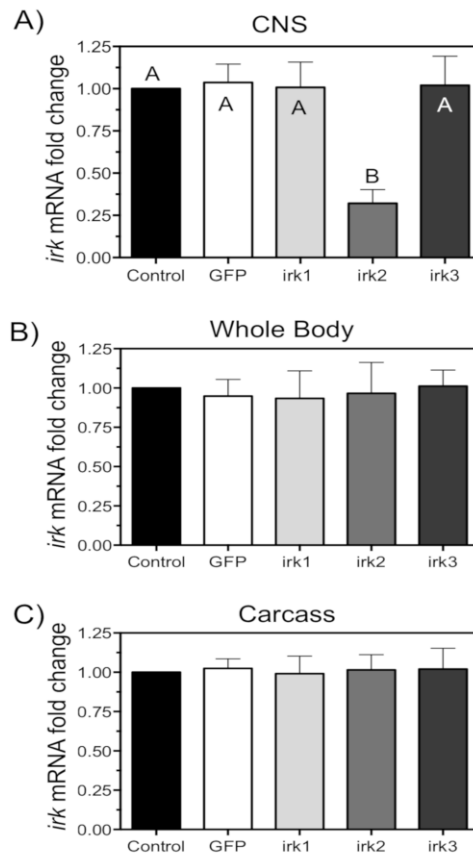 A)
CNS
irk mRNA fold change
1.25
1.00
0.75
0.50
0.25
0.00
A
A
A
B
A
Control GFP irk1 irk2 irk3
B)
Whole Body
irk mRNA fold change
1.25
1.00
0.75
0.50
0.25
0.00
Control GFP irk1 irk2 irk3
C)
Carcass
irk mRNA fold change
1.25
1.00
0.75
0.50
0.25
0.00
Control GFP irk1 irk2 irk3